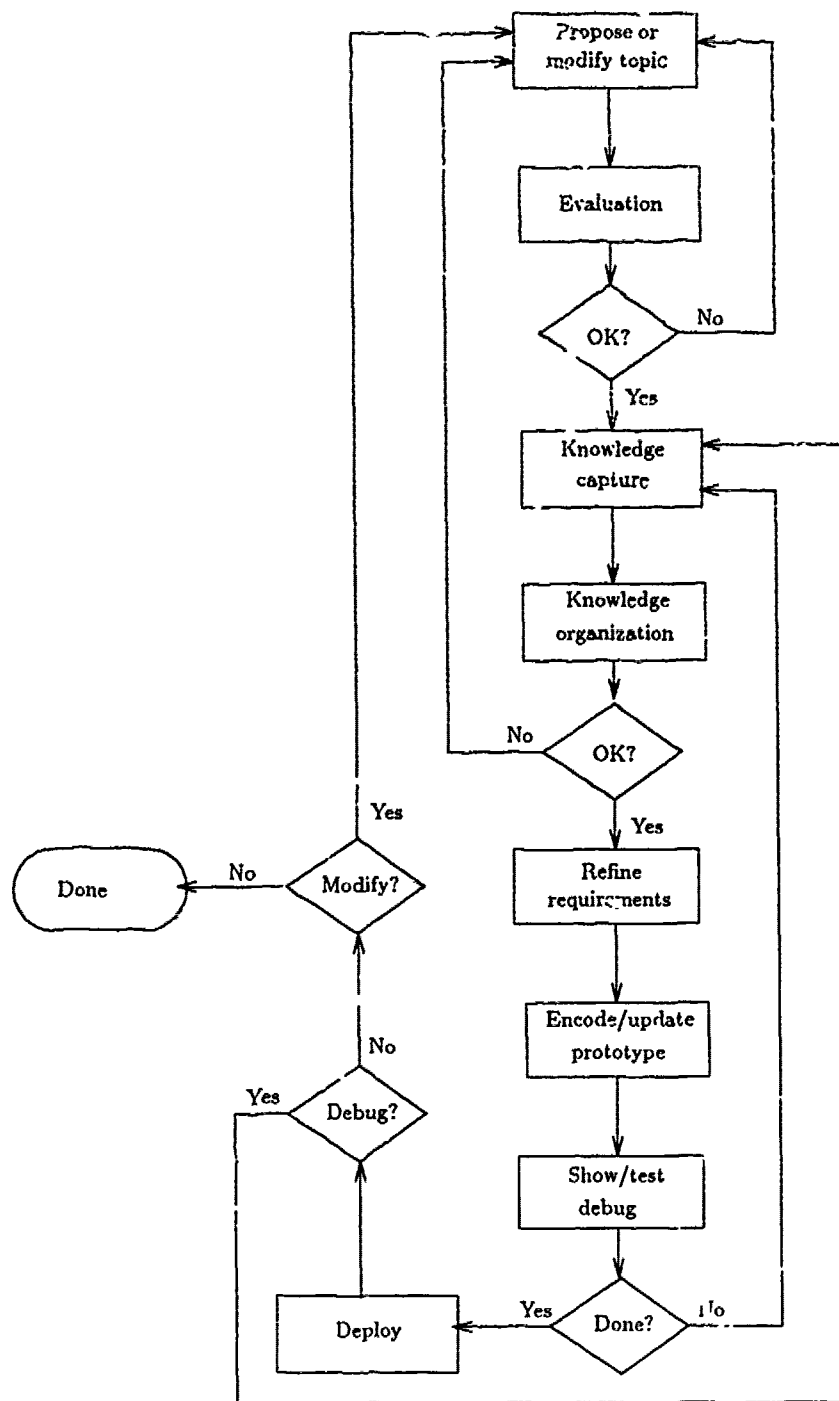 Propose or
modify topic
Evaluation
OK?
No
Yes
Knowledge
capture
Knowledge
organization
No
OK?
Yes
Yes
Refine
requirements
Done
No
Modify?
Encode/update
prototype
No
Yes
Debug?
Show/test
debug
Deploy
Yes
Done?
No